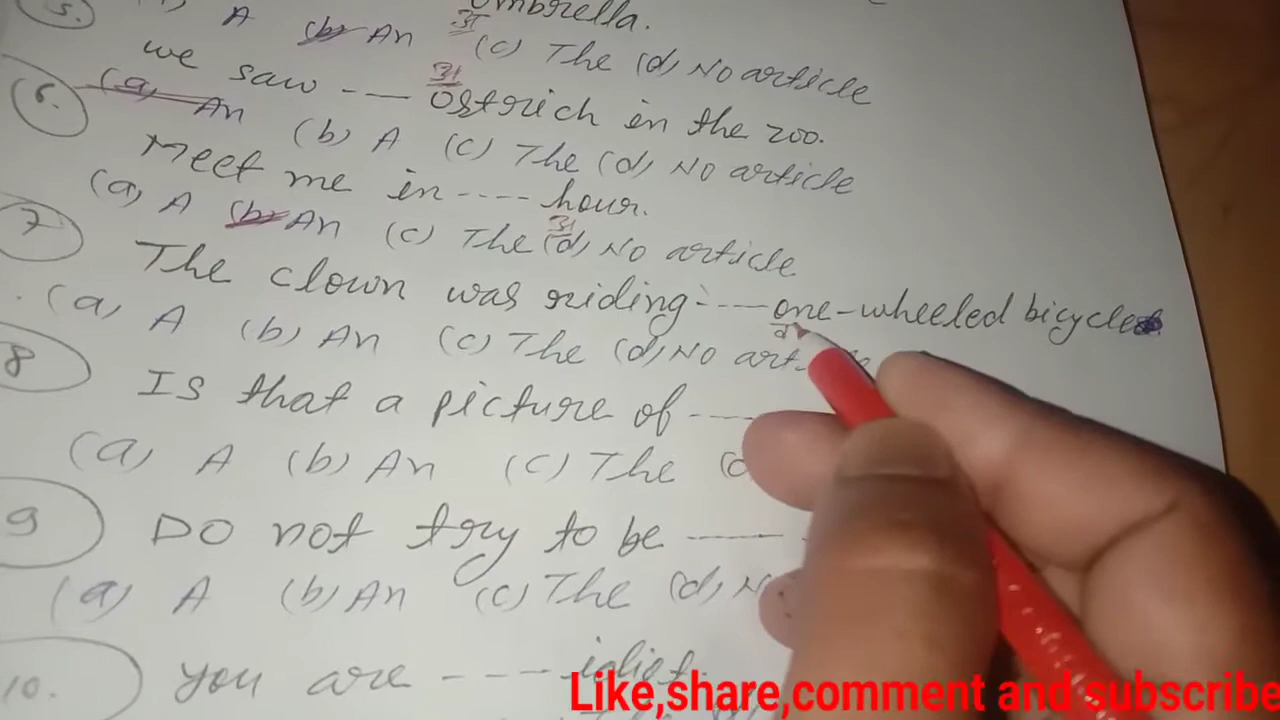 5. umbrella.
A (b) An (c) The (d) No article
6. we saw --- ostrich in the zoo.
(a) An (b) A (c) The (d) No article
7. Meet me in ---- hour.
(a) A (b) An (c) The (d) No article
The clown was riding ---- one-wheeled bicycle
(a) A (b) An (c) The (d) No
8 Is that a picture of ----
(a) A (b) An (c) The
9 Do not try to be ----
(a) A (b) An (c) The (d)
10. you are ---- idiot.
Like,share,comment and subscribe